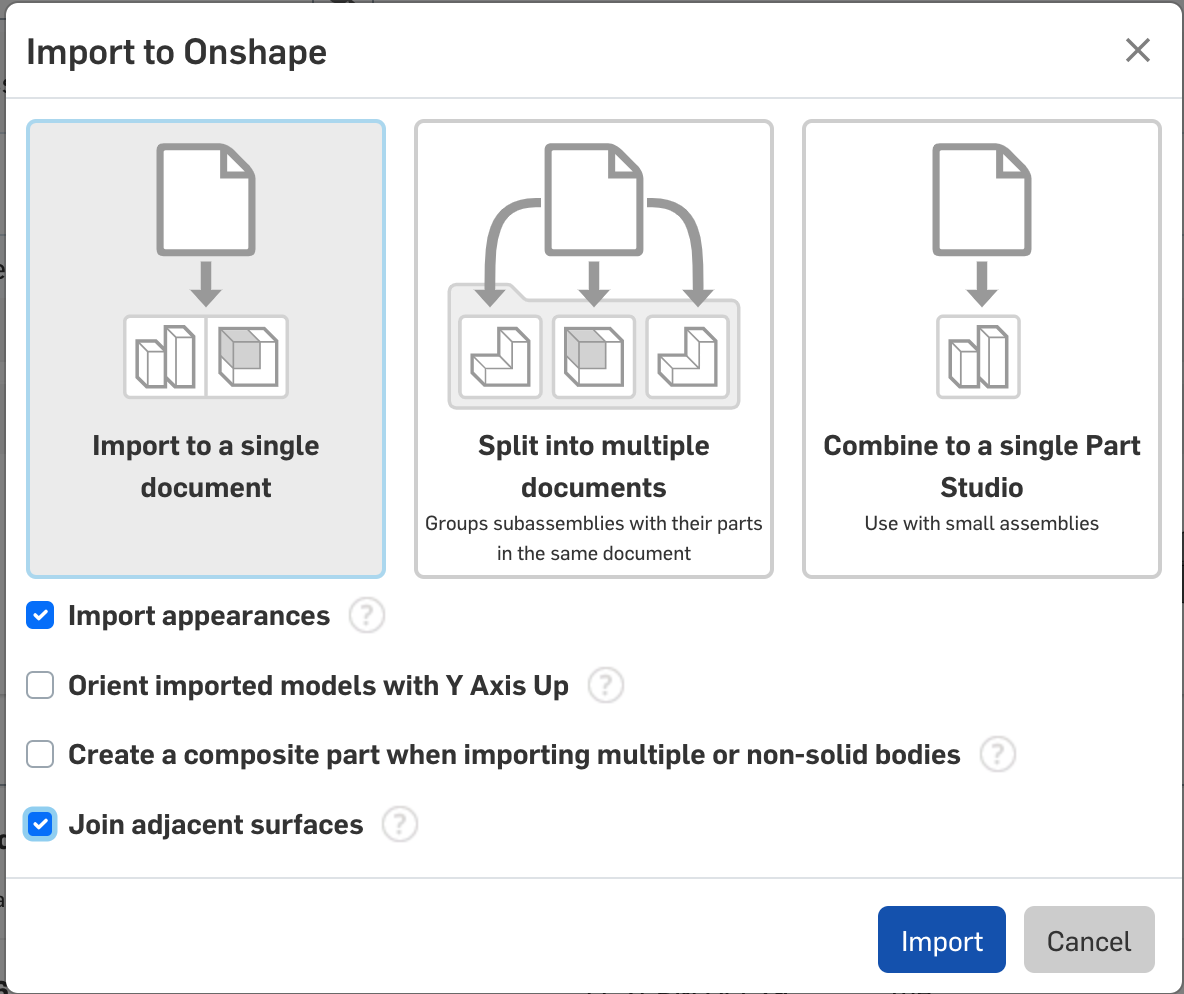 Import to Onshape
Import to a single
document
Split into multiple
documents
Groups subassemblies with their parts
in the same document
Combine to a single Part
Studio
Use with small assemblies
Import appearances ?
Orient imported models with Y Axis Up ?
Create a composite part when importing multiple or non-solid bodies ?
Join adjacent surfaces ?
Import
Cancel